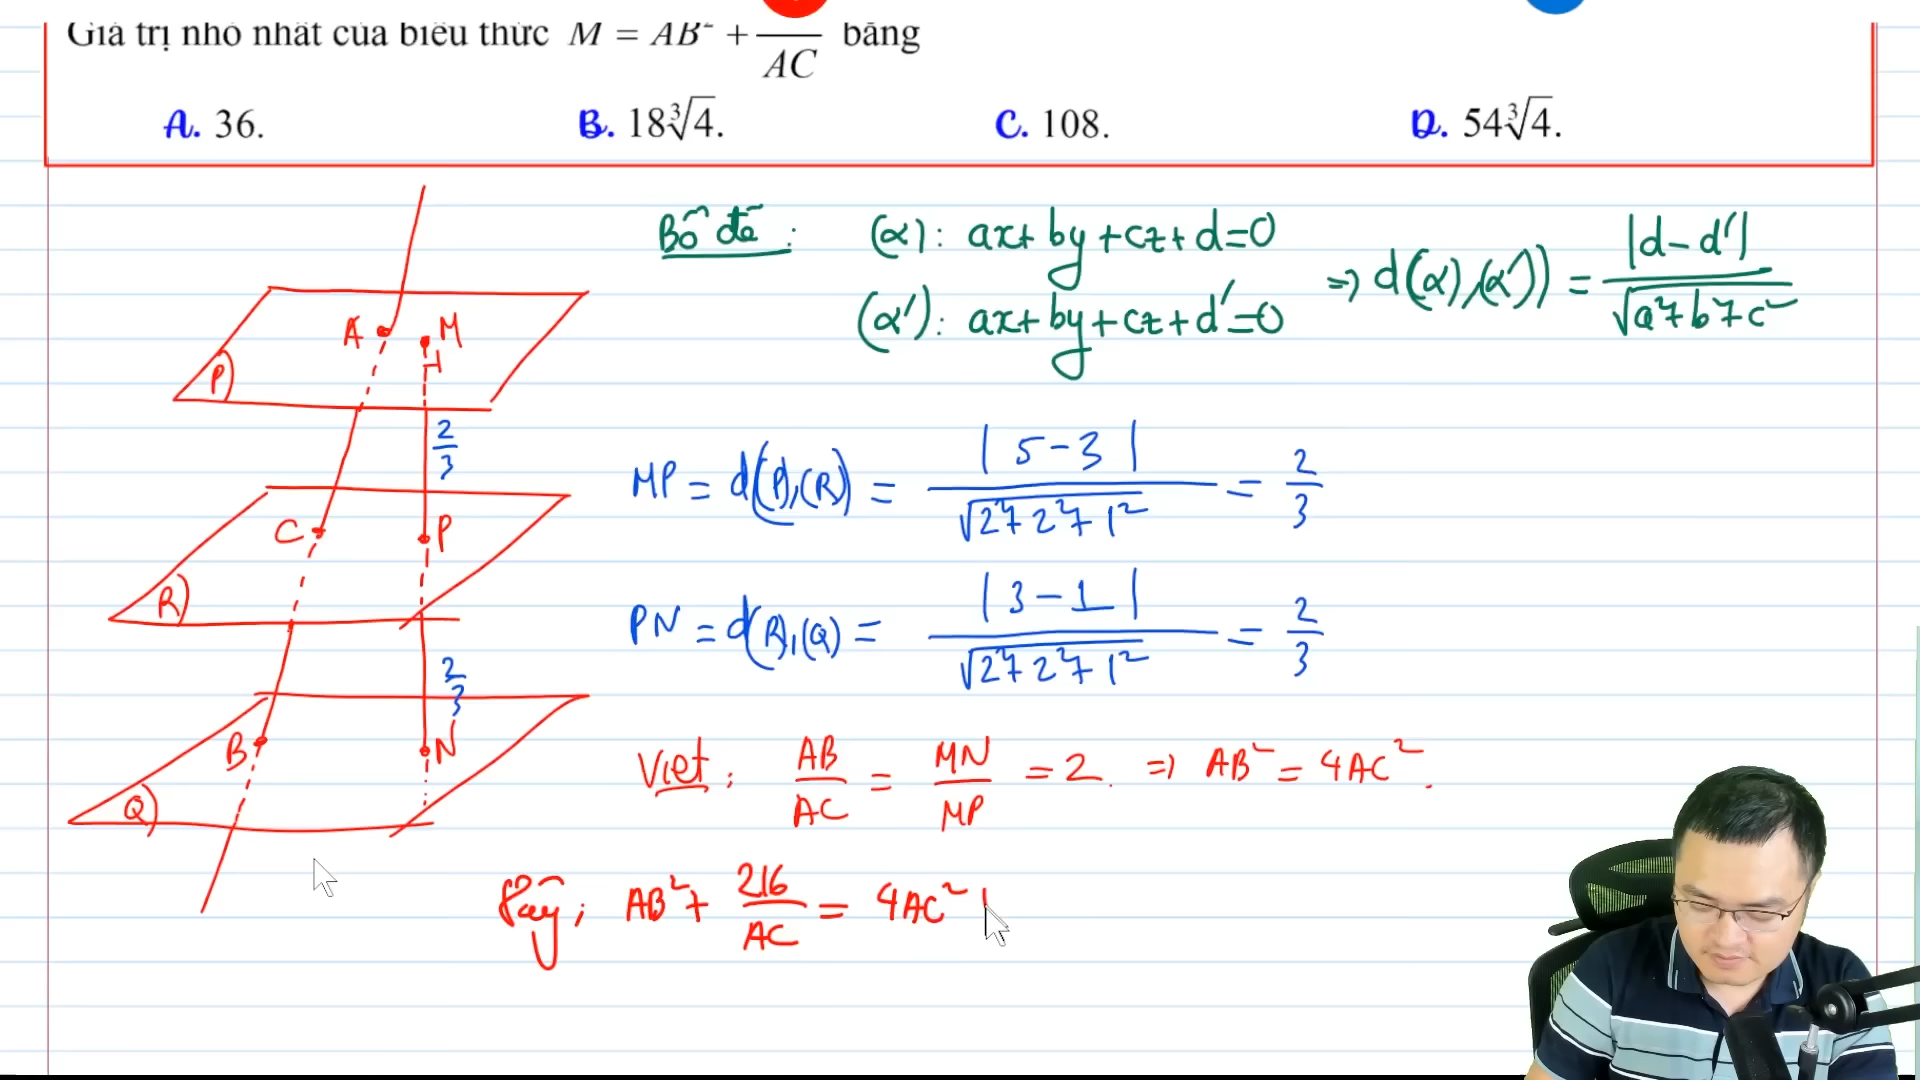 Giá trị nhỏ nhất của biểu thức M = AB² + —/AC bằng
A. 36. B. 18∛4. C. 108. D. 54∛4.
Bổ đề : (α): ax + by + cz + d = 0
(α'): ax + by + cz + d' = 0
=> d(α),(α')) = |d - d'| / √a²+b²+c²
A M
P)
2/3
MP = d(P),(R)) = |5-3| / √2²+2²+1² = 2/3
C P
R)
PN = d(R),(Q) = |3-1| / √2²+2²+1² = 2/3
2/3
B N
Q)
Viet: AB/AC = MN/MP = 2. => AB² = 4AC².
AB² + 216/AC = 4AC²